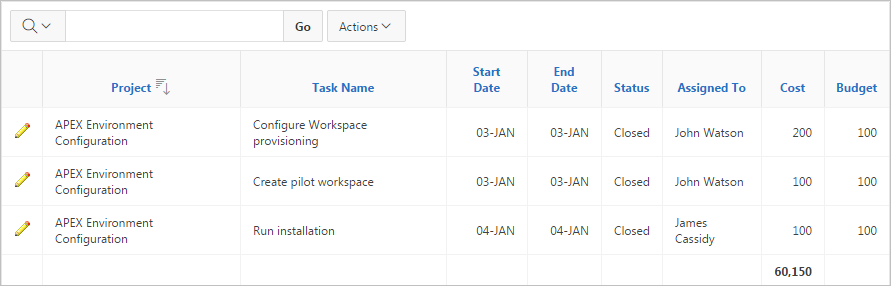 Go Actions
Start End
Project Task Name Date Date Status Assigned To Cost Budget
APEX Environment Configure Workspace
Configuration provisioning 03-JAN 03-JAN Closed John Watson 200 100
APEX Environment
Configuration Create pilot workspace 03-JAN 03-JAN Closed John Watson 100 100
APEX Environment James
Configuration Run installation 04-JAN 04-JAN Closed Cassidy 100 100
60,150